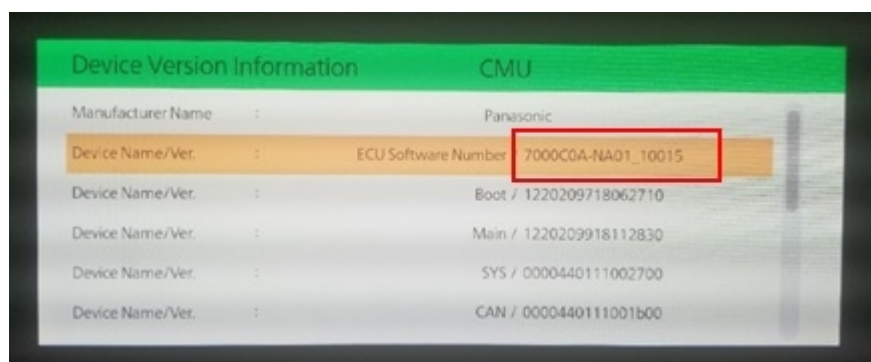 Device Version Information CMU
Manufacturer Name : Panasonic
Device Name/Ver. : ECU Software Number / 7000C0A-NA01_10015
Device Name/Ver. : Boot / 1220209718062710
Device Name/Ver. : Main / 1220209918112830
Device Name/Ver. : SYS / 0000440111002700
Device Name/Ver. : CAN / 0000440111001b00